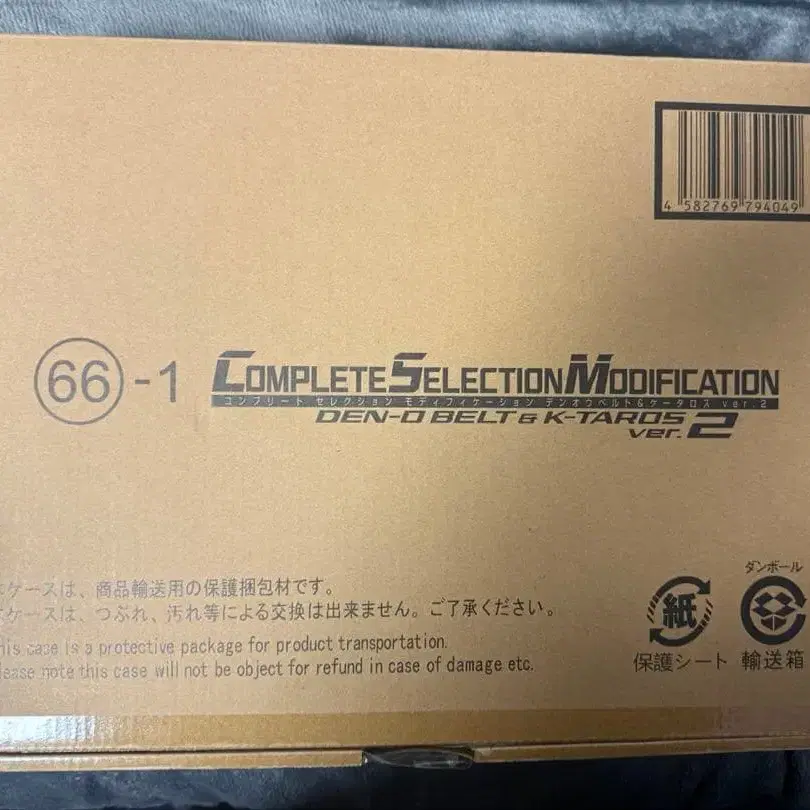 4 582769 794049
66-1
COMPLETE SELECTION MODIFICATION
コンプリート セレクション モディフィケーション デンオウベルト&ケータロス ver.2
DEN-O BELT & K-TAROS
ver.2
ケースは、商品輸送用の保護梱包材です。
ケースは、つぶれ、汚れ等による交換は出来ません。ご了承ください。
his case is a protective package for product transportation.
lease note this case will not be object for refund in case of damage etc.
紙
保護シート
ダンボール
輸送箱